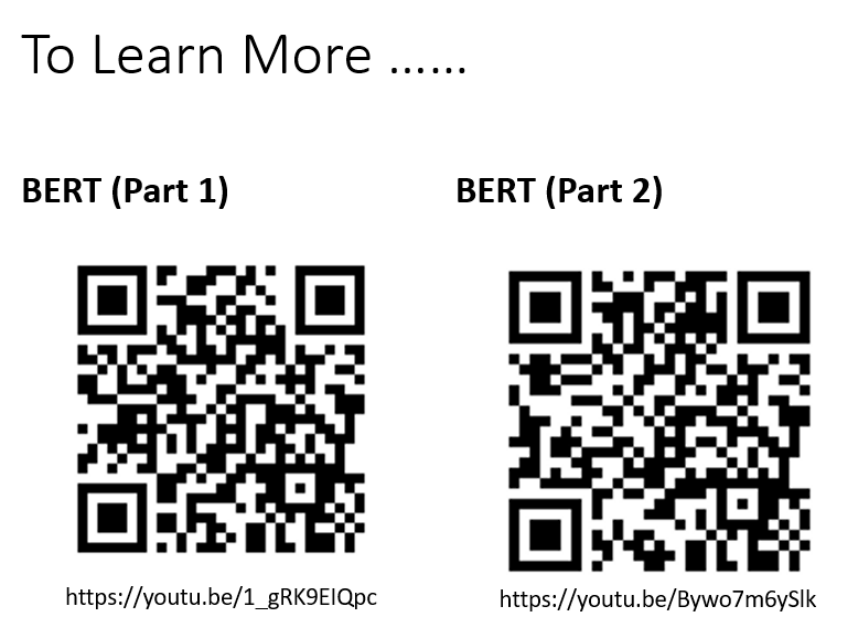 To Learn More ……
BERT (Part 1)
BERT (Part 2)
https://youtu.be/1_gRK9EIQpc
https://youtu.be/Bywo7m6ySlk